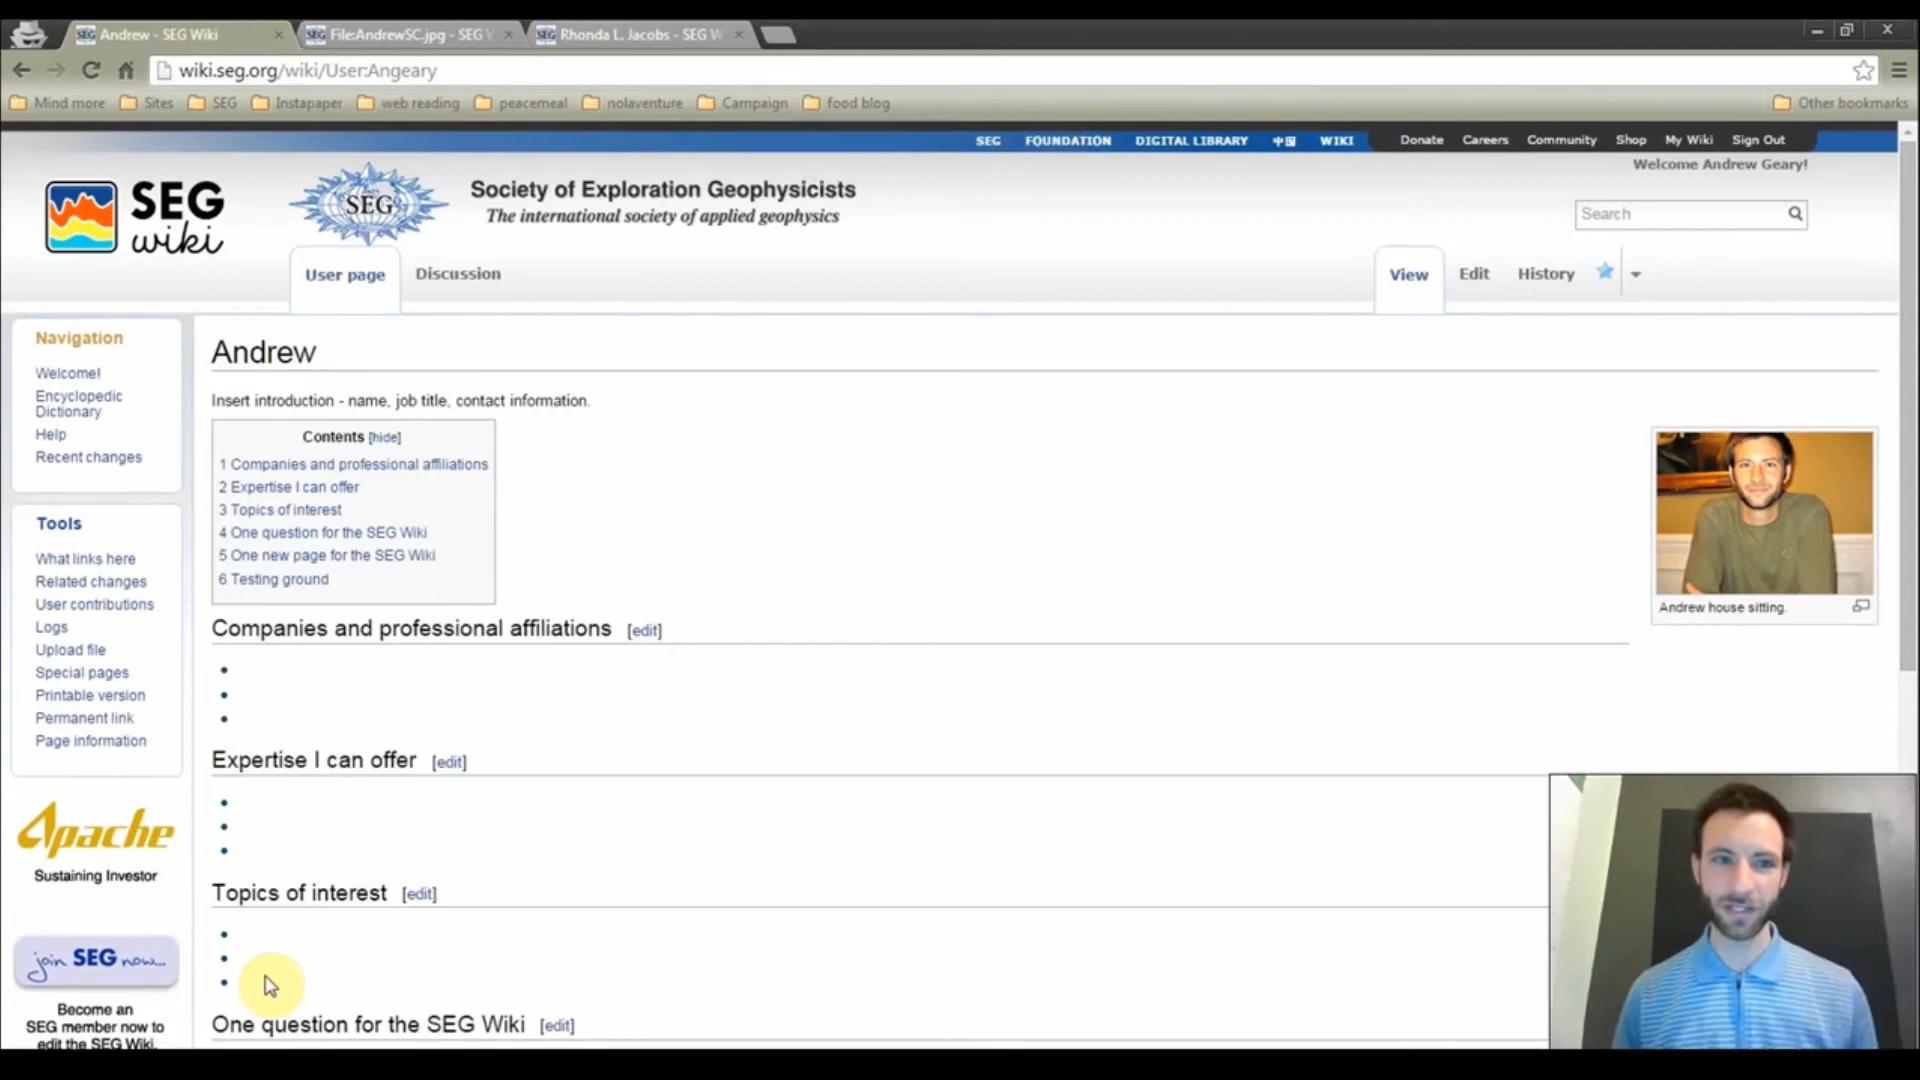 Andrew - SEG Wiki
File:AndrewSC.jpg - SEG W
Rhonda L. Jacobs - SEG W
wiki.seg.org/wiki/User:Angeary
Mind more Sites SEG Instapaper web reading peacemeal nolaventure Campaign food blog Other bookmarks
SEG FOUNDATION DIGITAL LIBRARY 中国 WIKI Donate Careers Community Shop My Wiki Sign Out
Welcome Andrew Geary!
SEG
wiki
SEG
Society of Exploration Geophysicists
The international society of applied geophysics
Search
User page Discussion View Edit History
Navigation
Welcome!
Encyclopedic
Dictionary
Help
Recent changes
Tools
What links here
Related changes
User contributions
Logs
Upload file
Special pages
Printable version
Permanent link
Page information
Apache
Sustaining Investor
join SEG now...
Become an
SEG member now to
edit the SEG Wiki.
Andrew
Insert introduction - name, job title, contact information.
Contents [hide]
1 Companies and professional affiliations
2 Expertise I can offer
3 Topics of interest
4 One question for the SEG Wiki
5 One new page for the SEG Wiki
6 Testing ground
Andrew house sitting.
Companies and professional affiliations [edit]
Expertise I can offer [edit]
Topics of interest [edit]
One question for the SEG Wiki [edit]